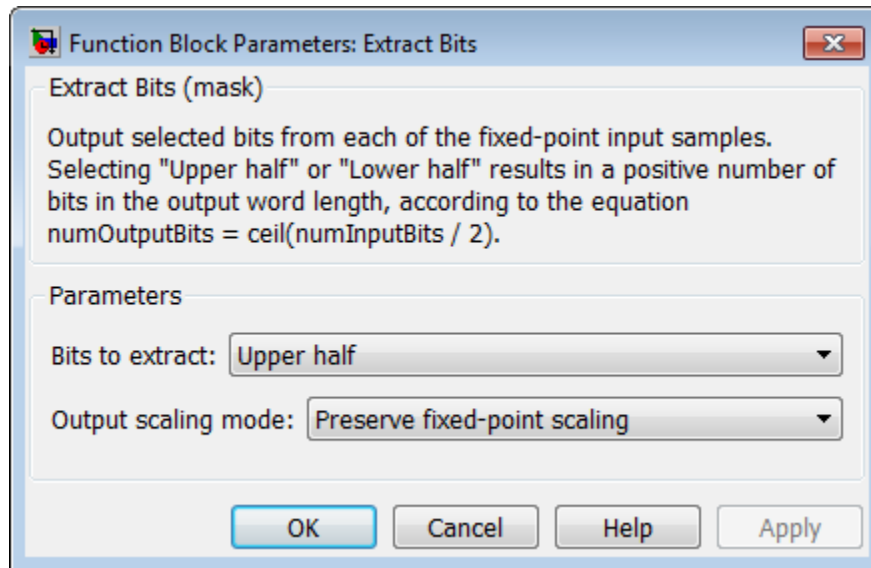 Function Block Parameters: Extract Bits
Extract Bits (mask)
Output selected bits from each of the fixed-point input samples.
Selecting "Upper half" or "Lower half" results in a positive number of
bits in the output word length, according to the equation
numOutputBits = ceil(numInputBits / 2).
Parameters
Bits to extract: Upper half
Output scaling mode: Preserve fixed-point scaling
OK Cancel Help Apply